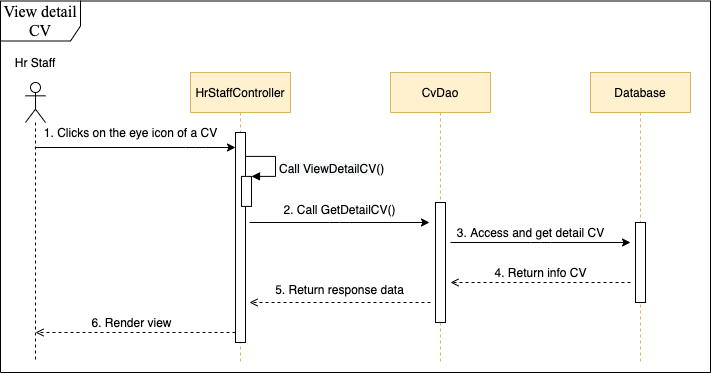 View detail
CV
Hr Staff
HrStaffController
CvDao
Database
1. Clicks on the eye icon of a CV
Call ViewDetailCV()
2. Call GetDetailCV()
3. Access and get detail CV
4. Return info CV
5. Return response data
6. Render view